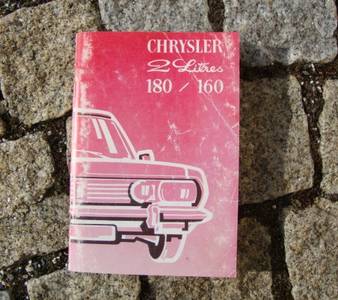 CHRYSLER
2 Litres
180 / 160